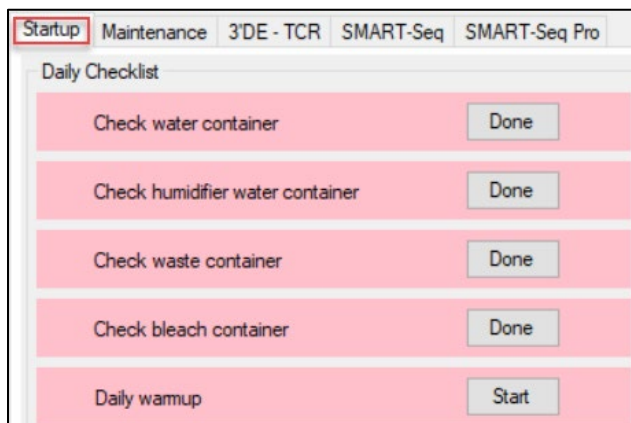 Startup Maintenance 3'DE - TCR SMART-Seq SMART-Seq Pro
Daily Checklist
Check water container Done
Check humidifier water container Done
Check waste container Done
Check bleach container Done
Daily warmup Start